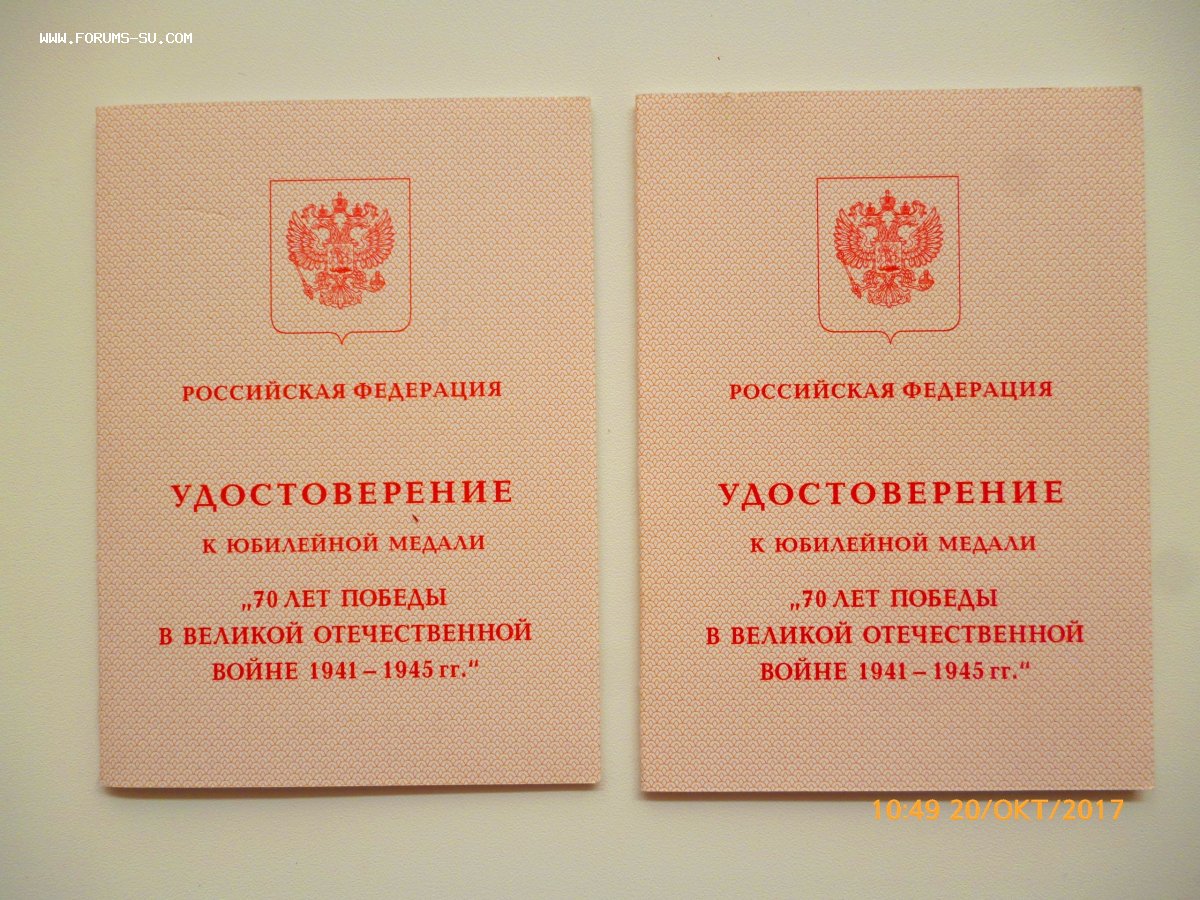 WWW.FORUMS-SU.COM
РОССИЙСКАЯ ФЕДЕРАЦИЯ
УДОСТОВЕРЕНИЕ
К ЮБИЛЕЙНОЙ МЕДАЛИ
„70 ЛЕТ ПОБЕДЫ
В ВЕЛИКОЙ ОТЕЧЕСТВЕННОЙ
ВОЙНЕ 1941 – 1945 гг.“
РОССИЙСКАЯ ФЕДЕРАЦИЯ
УДОСТОВЕРЕНИЕ
К ЮБИЛЕЙНОЙ МЕДАЛИ
„70 ЛЕТ ПОБЕДЫ
В ВЕЛИКОЙ ОТЕЧЕСТВЕННОЙ
ВОЙНЕ 1941 – 1945 гг.“
10:49 20/ОКТ/2017